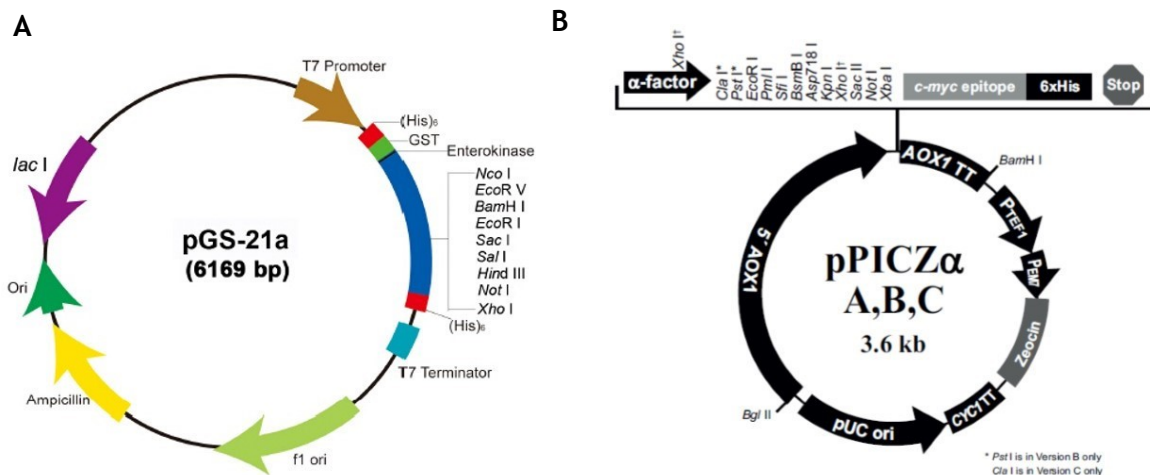 A
T7 Promoter
(His)6
GST
Enterokinase
Nco I
EcoR V
BamH I
EcoR I
Sac I
Sal I
Hind III
Not I
Xho I
(His)6
T7 Terminator
f1 ori
Ampicillin
Ori
lac I
pGS-21a
(6169 bp)
B
α-factor
Xho I†
Cla I*
Pst I*
EcoR I
Pml I
Sfi I
BsmB I
Asp718 I
Kpn I
Xho I†
Sac II
Not I
Xba I
c-myc epitope
6xHis
Stop
AOX1 TT
BamH I
PTEF1
PEM7
Zeocin
CYC1 TT
pUC ori
Bgl II
5´ AOX1
pPICZα
A,B,C
3.6 kb
* Pst I is in Version B only
Cla I is in Version C only